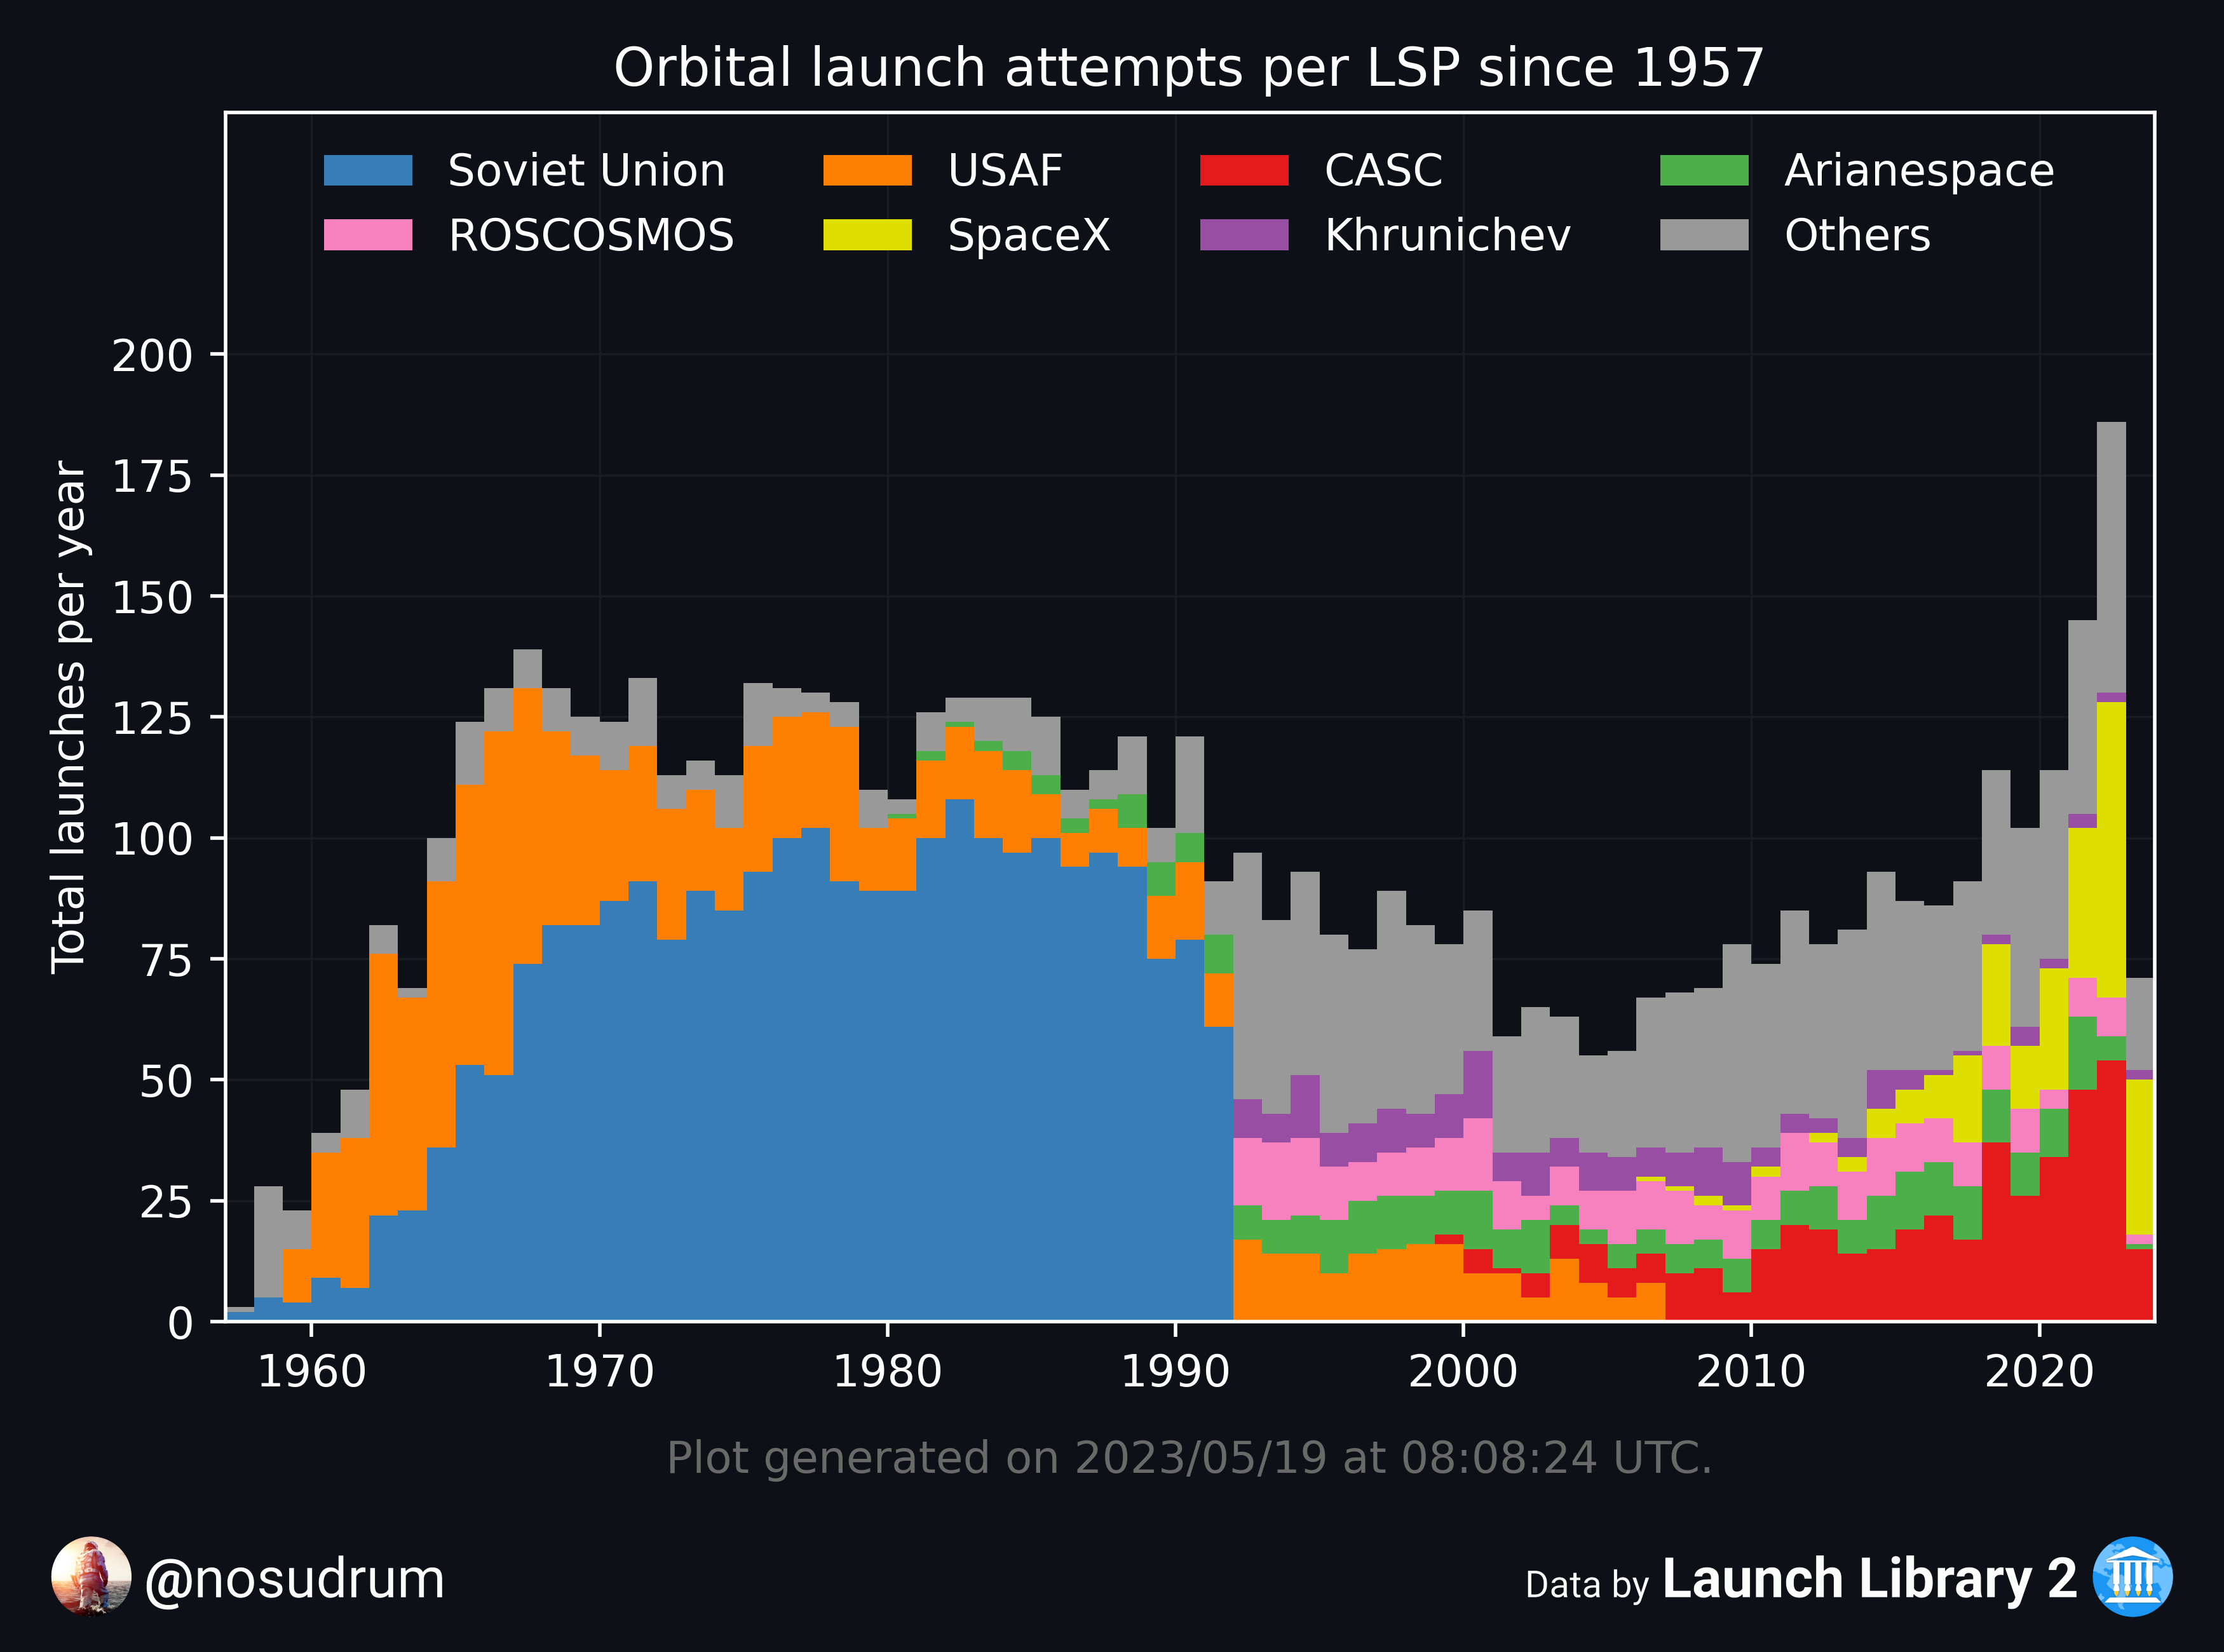 Orbital launch attempts per LSP since 1957
Soviet Union USAF CASC Arianespace
ROSCOSMOS SpaceX Khrunichev Others
Total launches per year
200
175
150
125
100
75
50
25
0
1960 1970 1980 1990 2000 2010 2020
Plot generated on 2023/05/19 at 08:08:24 UTC.
@nosudrum
Data by Launch Library 2